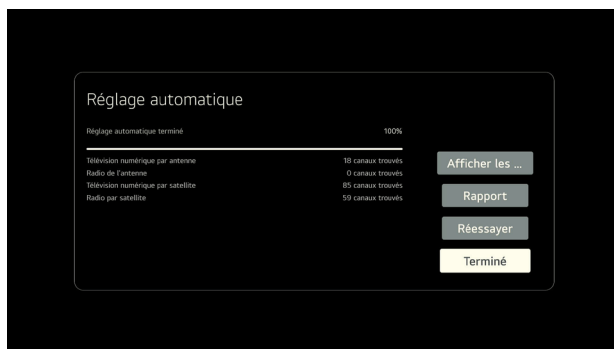 Réglage automatique
Réglage automatique terminé 100%
Télévision numérique par antenne 18 canaux trouvés
Radio de l'antenne 0 canaux trouvés
Télévision numérique par satellite 85 canaux trouvés
Radio par satellite 59 canaux trouvés
Afficher les ...
Rapport
Réessayer
Terminé